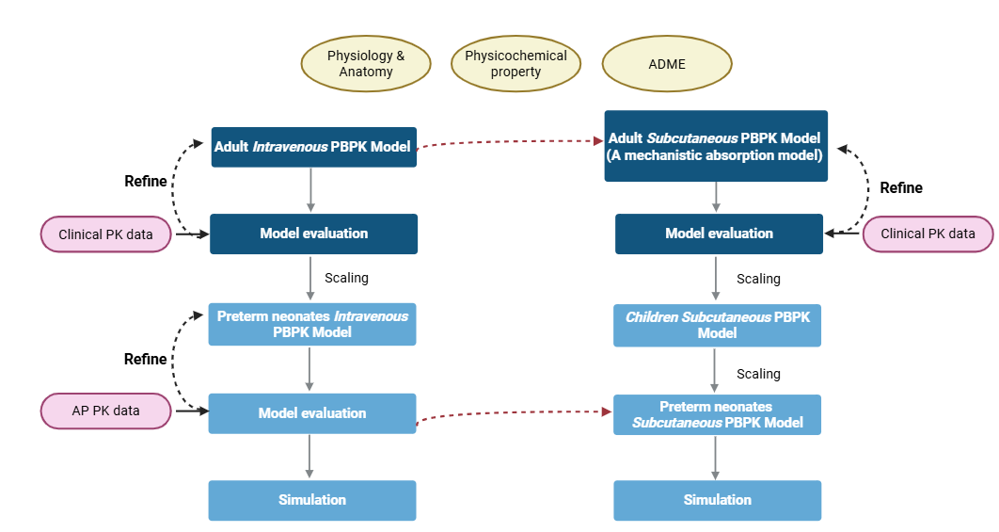 Physiology &
Anatomy
Physicochemical
property
ADME
Adult Intravenous PBPK Model
Adult Subcutaneous PBPK Model
(A mechanistic absorption model)
Refine
Refine
Clinical PK data
Model evaluation
Model evaluation
Clinical PK data
Scaling
Scaling
Preterm neonates Intravenous
PBPK Model
Children Subcutaneous PBPK
Model
Refine
Scaling
AP PK data
Model evaluation
Preterm neonates
Subcutaneous PBPK Model
Simulation
Simulation